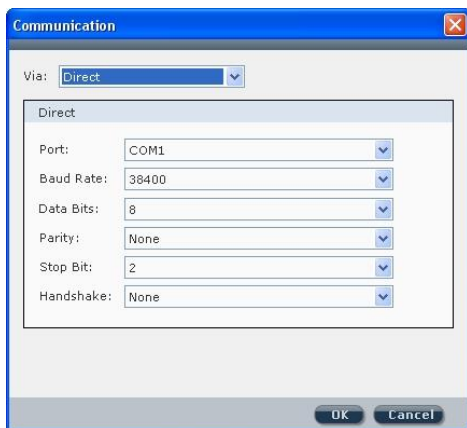 Communication
Via: Direct
Direct
Port: COM1
Baud Rate: 38400
Data Bits: 8
Parity: None
Stop Bit: 2
Handshake: None
OK Cancel